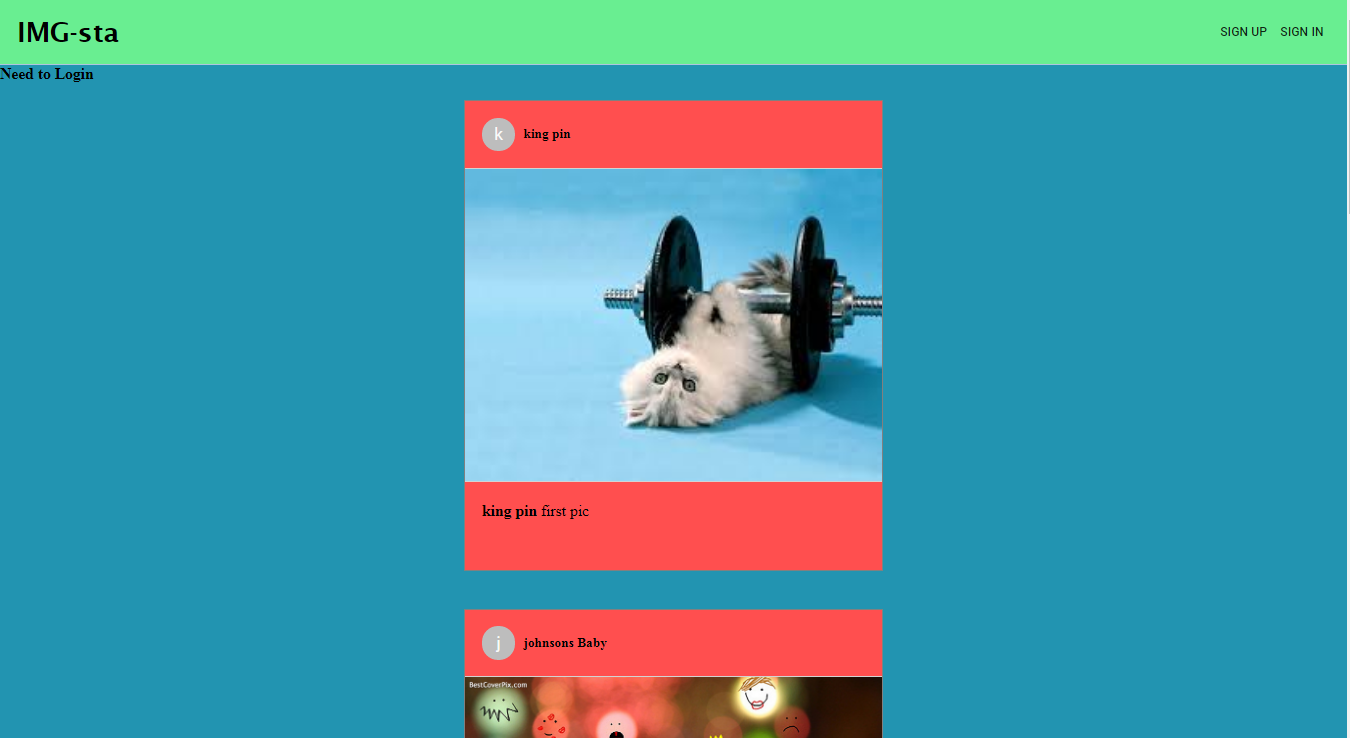 IMG-sta
SIGN UP SIGN IN
Need to Login
k king pin
king pin first pic
j johnsons Baby
BestCoverPix.com